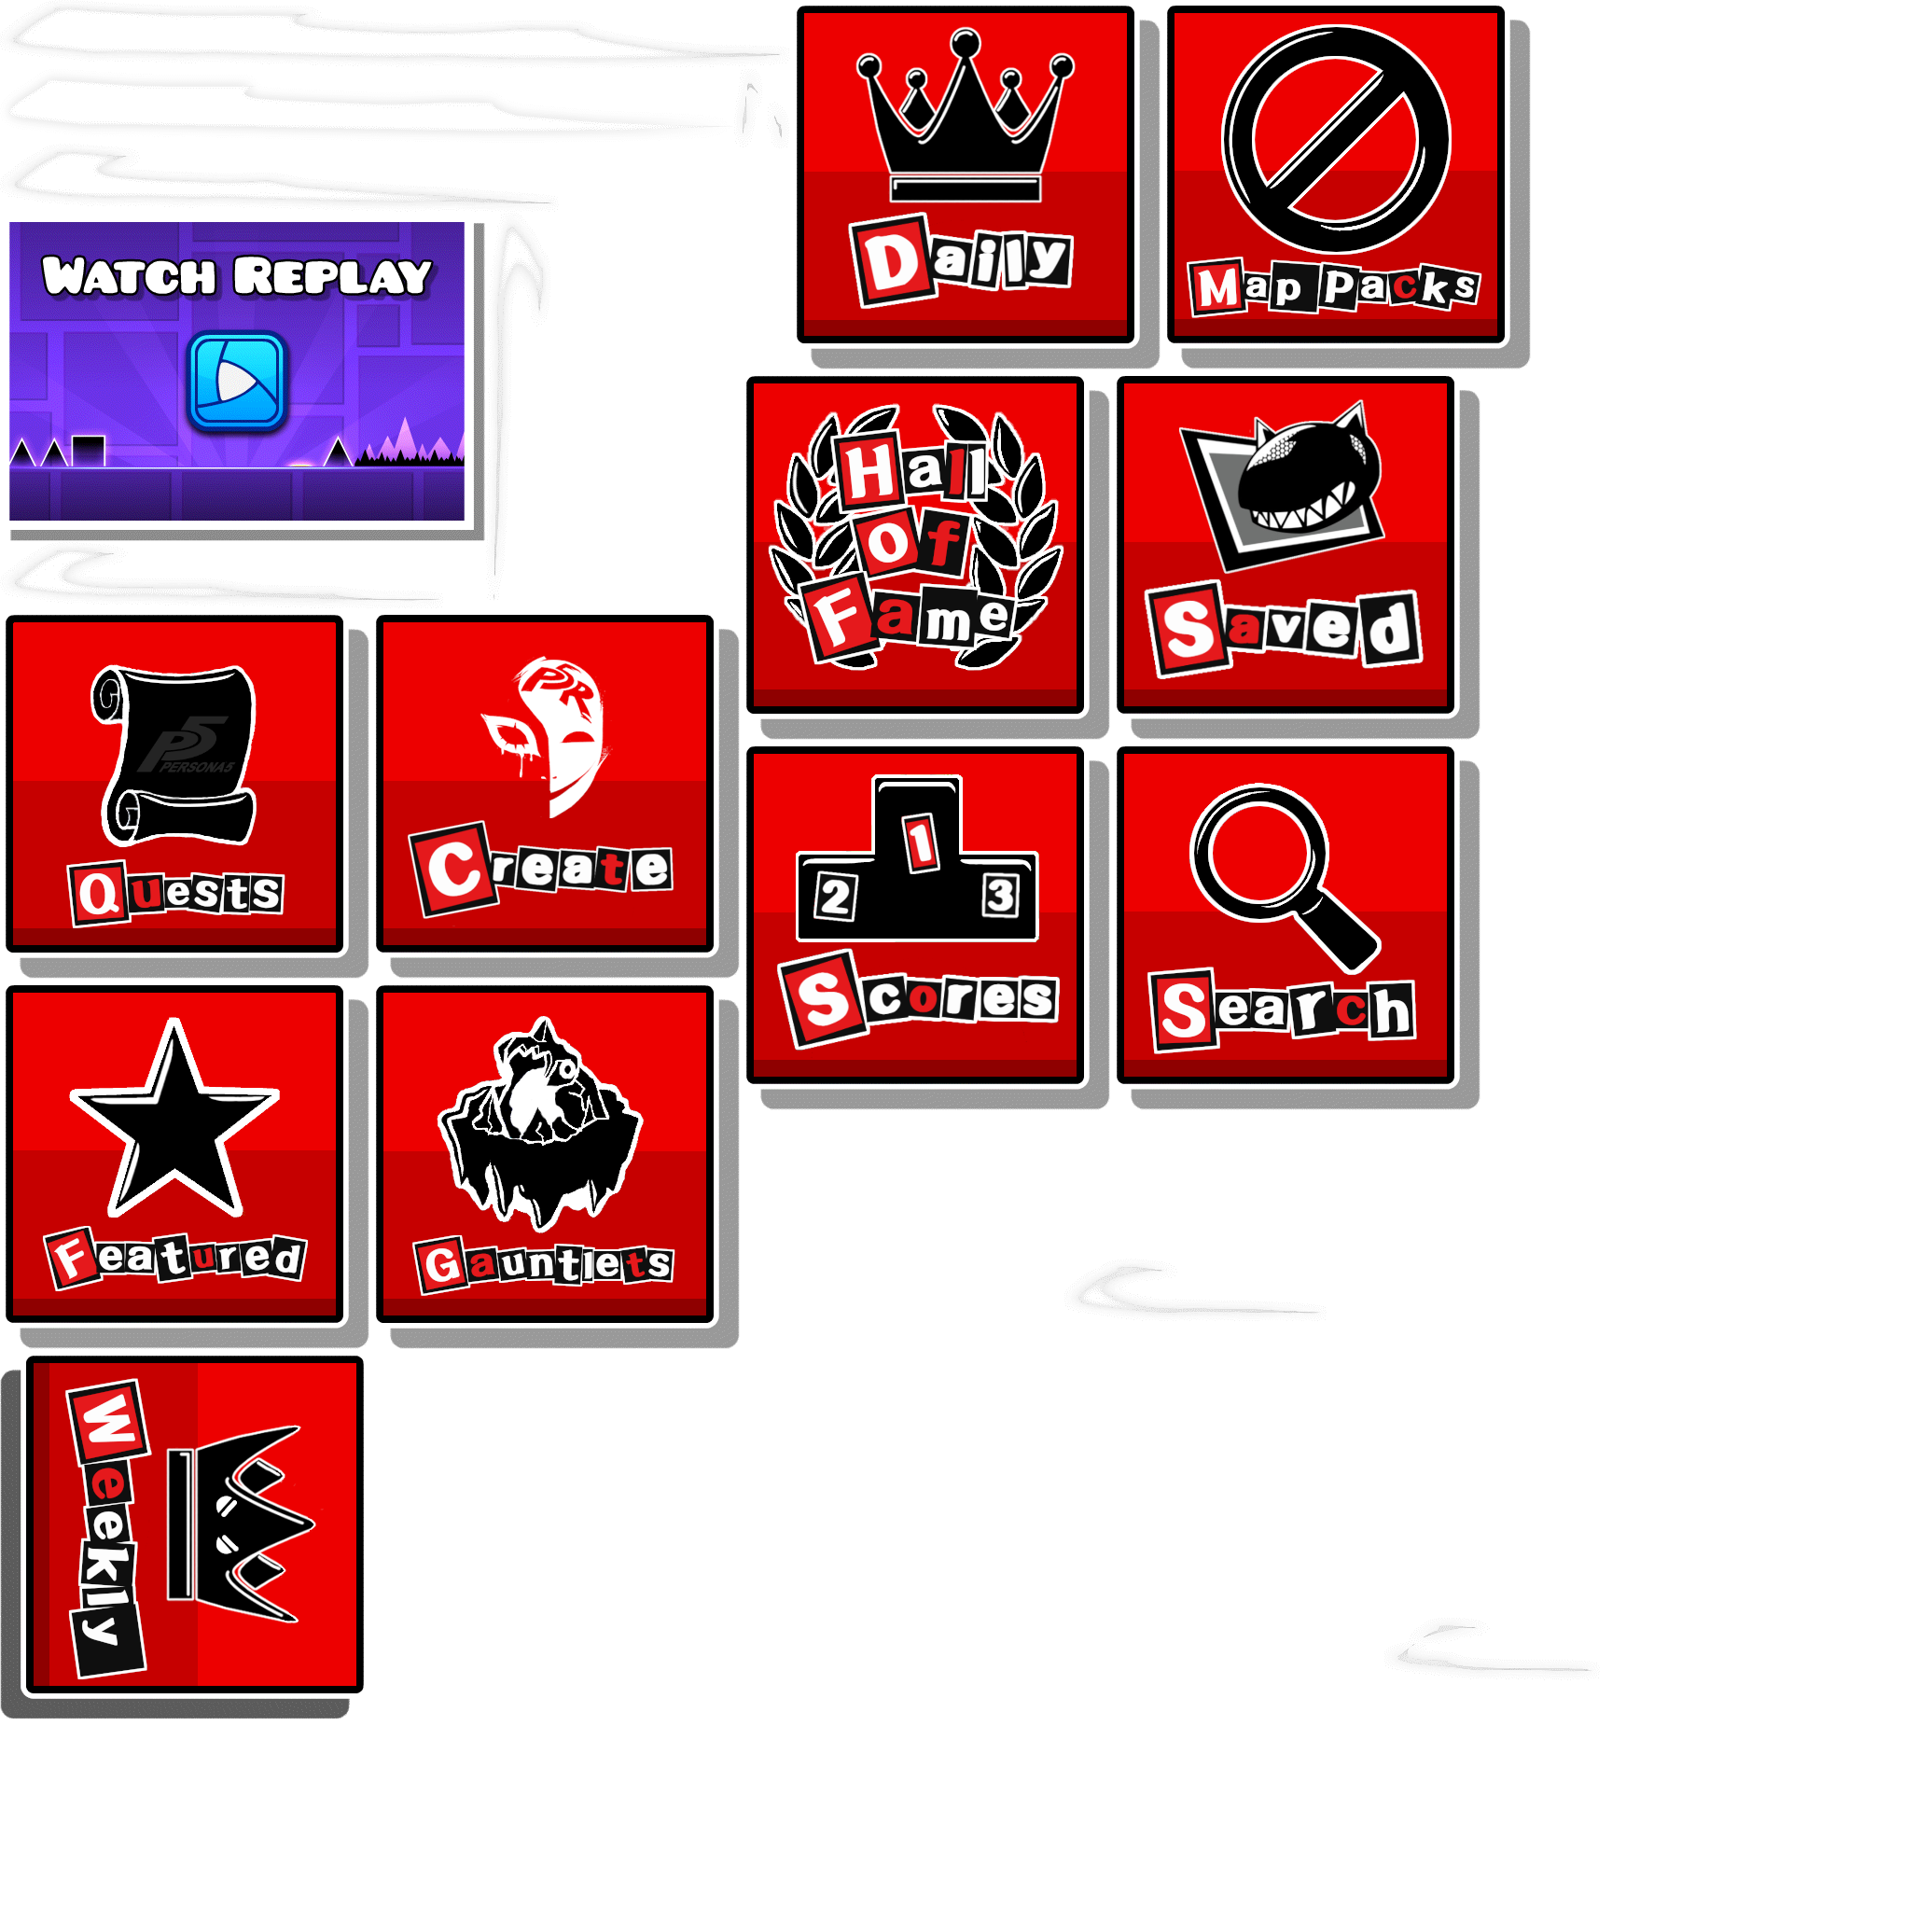 Daily
Map Packs
WATCH REPLAY
Hall
Of
Fame
Saved
P5
PERSONA5
Quests
P5R
Create
1
2 3
Scores
Search
Featured
Gauntlets
Weekly